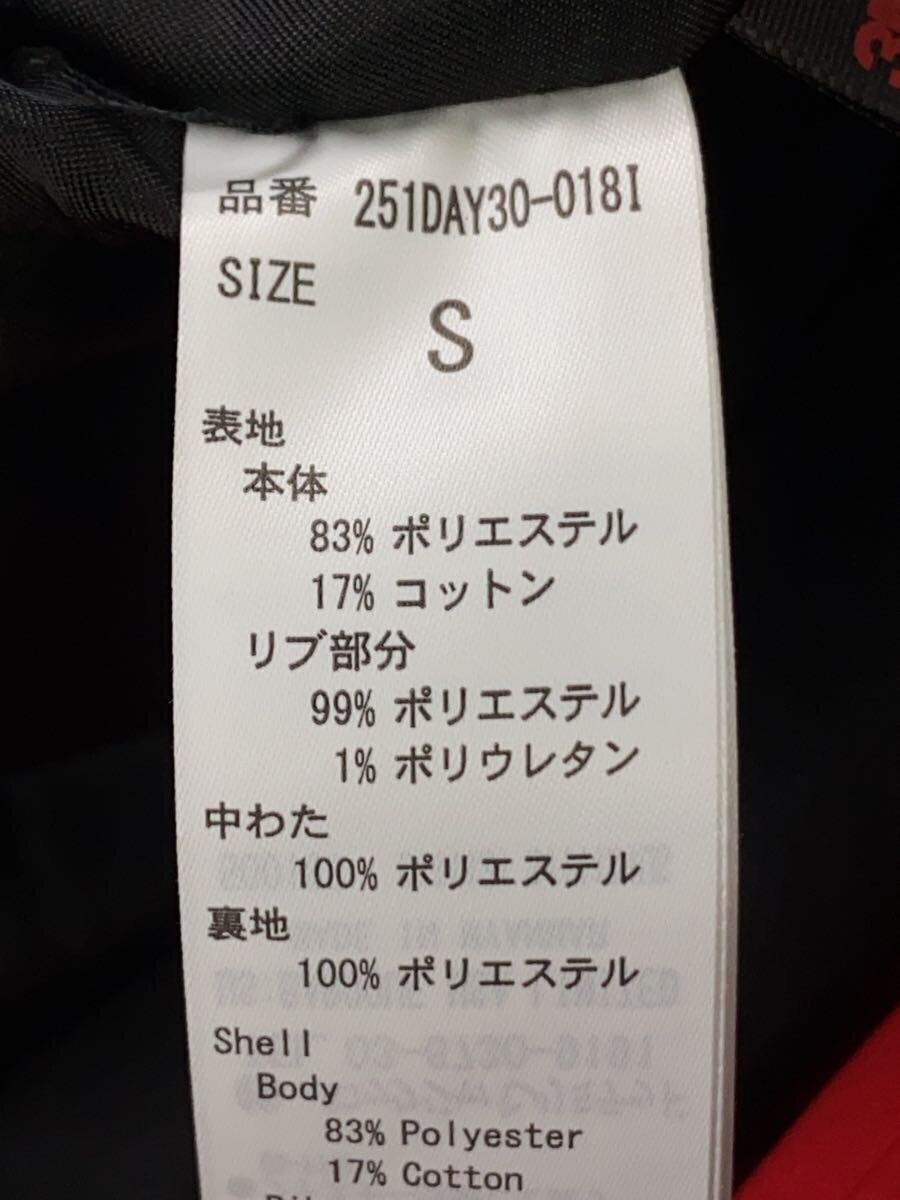 品番 251DAY30-018I
SIZE
S
表地
本体
83% ポリエステル
17% コットン
リブ部分
99% ポリエステル
1% ポリウレタン
中わた
100% ポリエステル
裏地
100% ポリエステル
Shell
Body
83% Polyester
17% Cotton